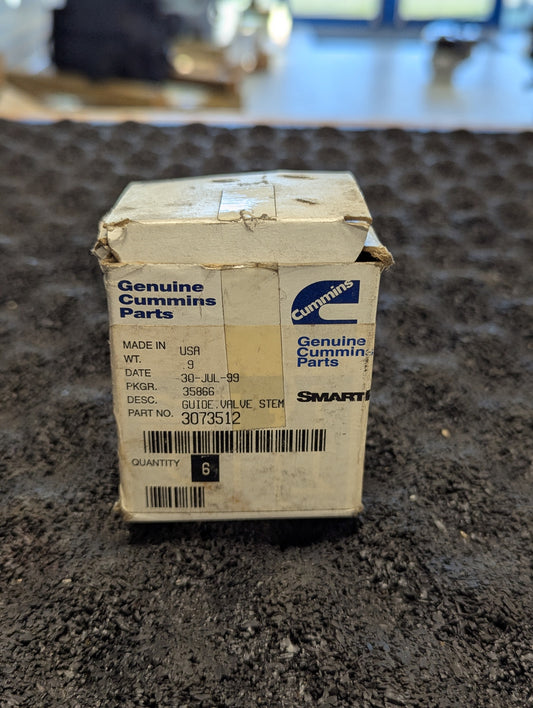 Genuine
Cummins
Parts
Cummins
Genuine
Cummins
Parts
MADE IN USA
WT. .9
DATE 30-JUL-99
PKGR. 35866
DESC. GUIDE,VALVE STEM
PART NO. 3073512
SMART
QUANTITY 6